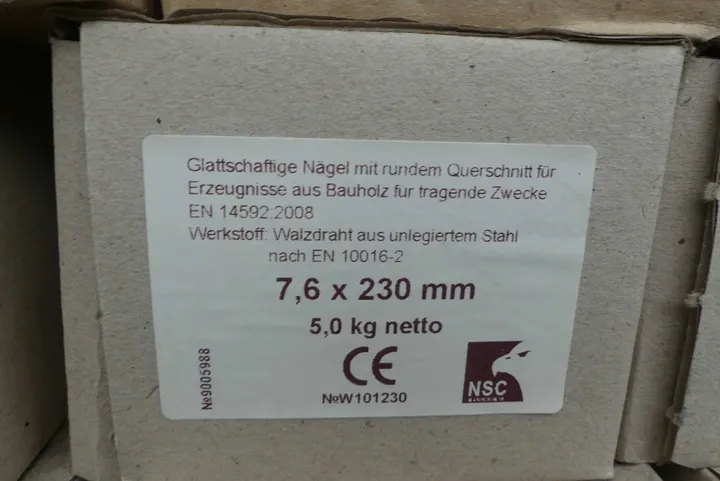 Glattschaftige Nägel mit rundem Querschnitt für
Erzeugnisse aus Bauholz fur tragende Zwecke
EN 14592:2008
Werkstoff: Walzdraht aus unlegiertem Stahl
nach EN 10016-2
7,6 x 230 mm
5,0 kg netto
CE
№W101230
№9005988
NSC